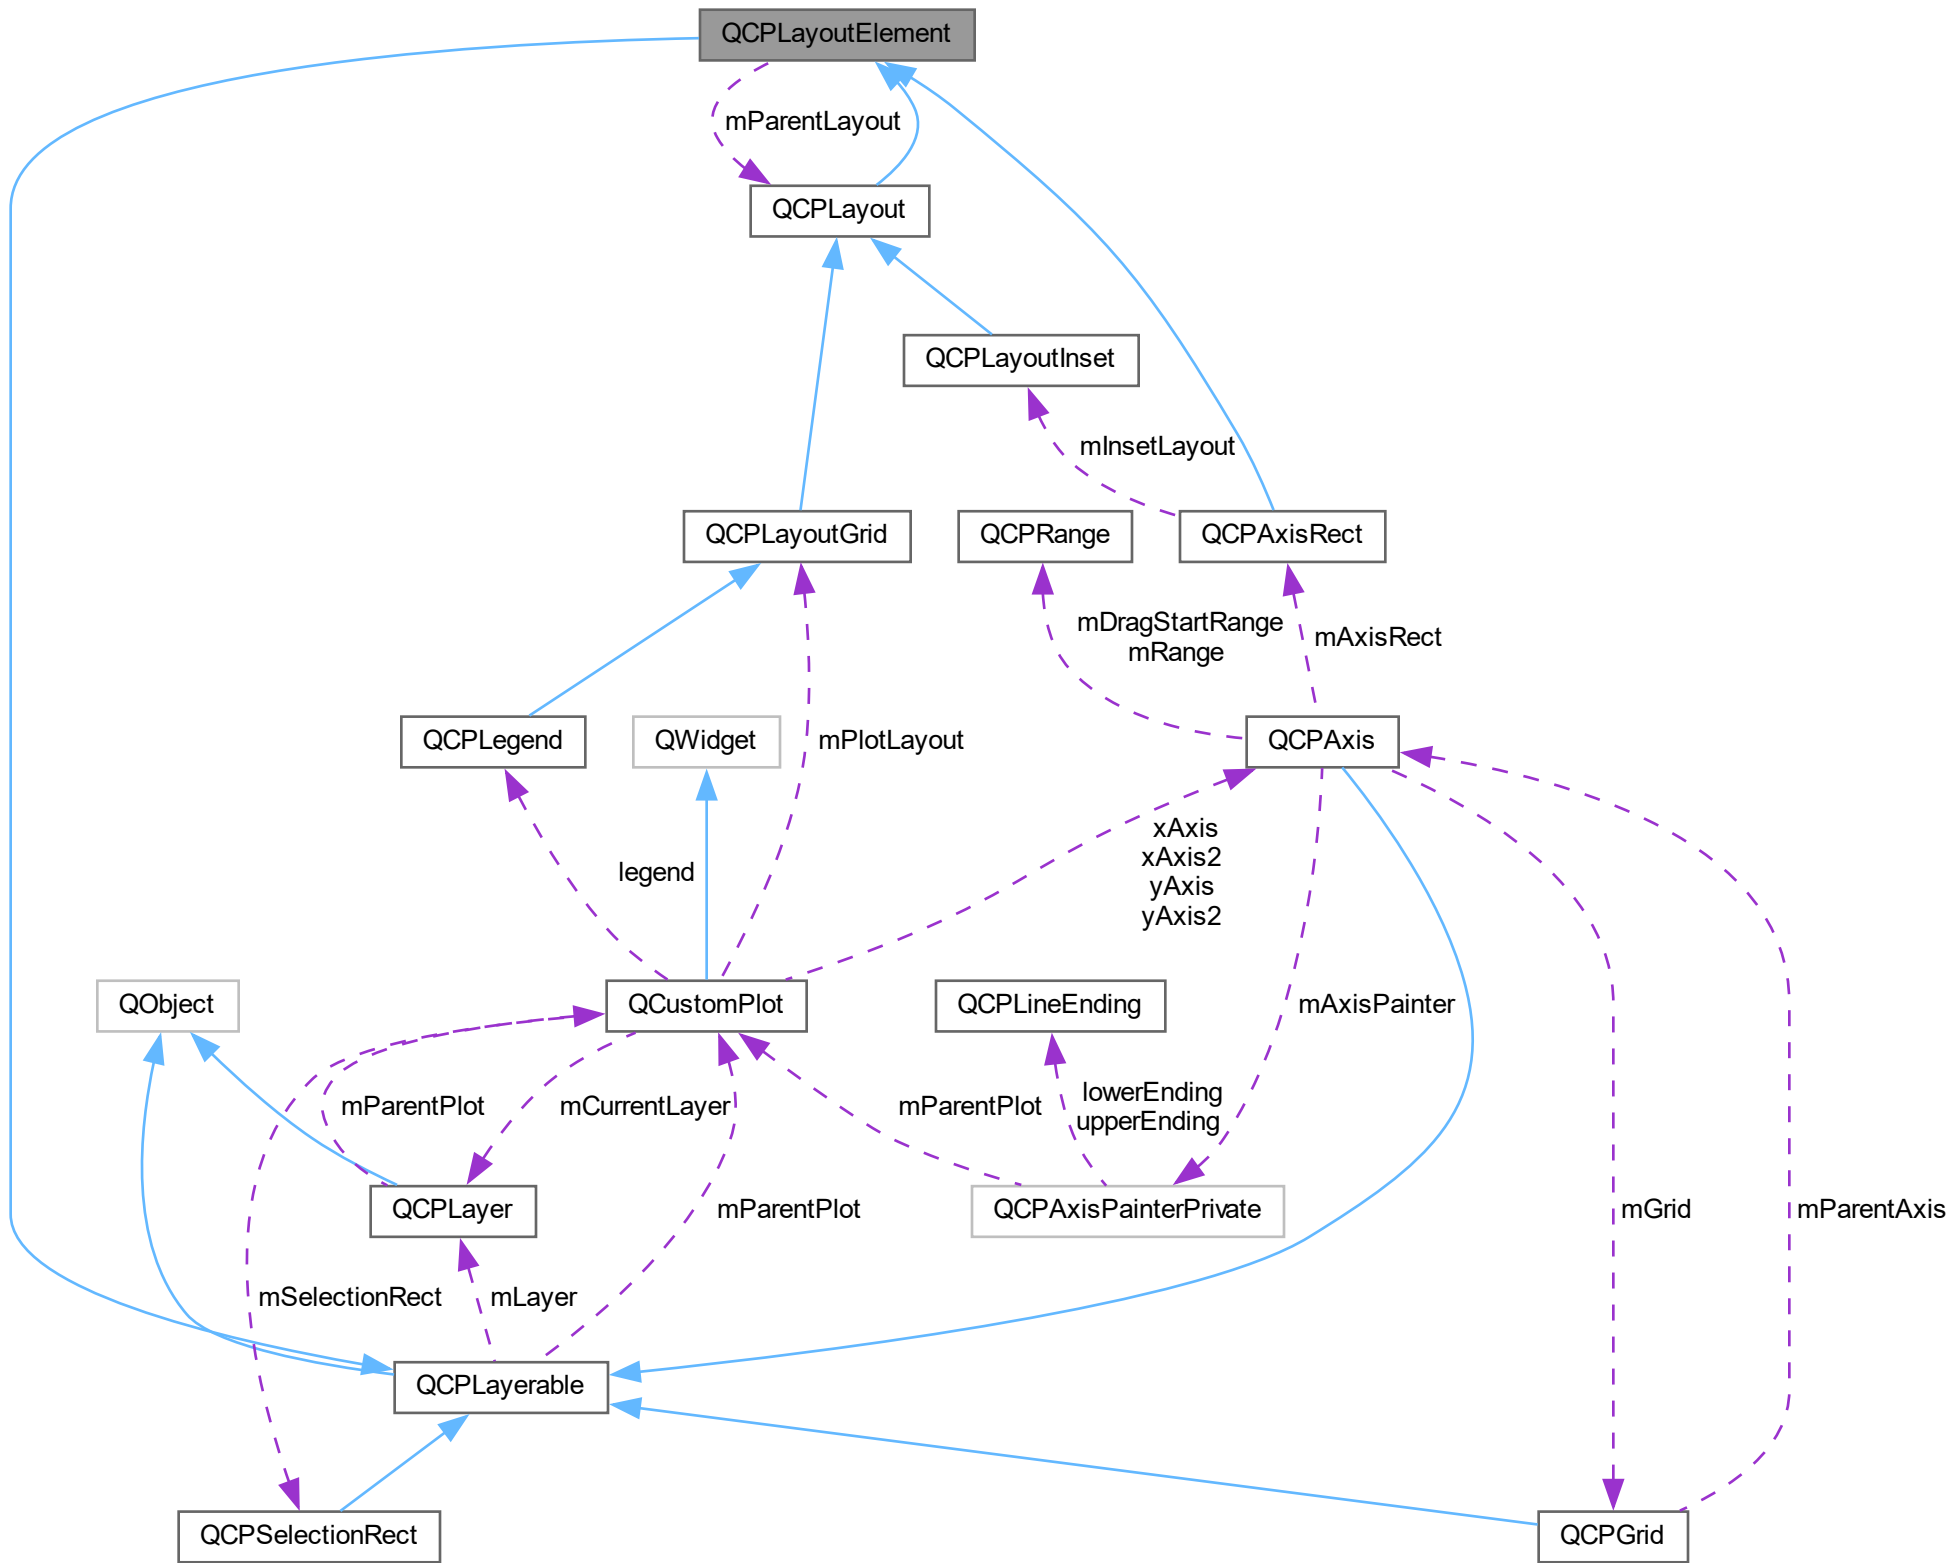 QCPLayoutElement
mParentLayout
QCPLayout
QCPLayoutInset
mInsetLayout
QCPLayoutGrid
QCPRange
QCPAxisRect
mDragStartRange
mRange
mAxisRect
QCPLegend
QWidget
mPlotLayout
QCPAxis
legend
xAxis
xAxis2
yAxis
yAxis2
QObject
QCustomPlot
QCPLineEnding
mAxisPainter
mParentPlot
mCurrentLayer
mParentPlot
lowerEnding
upperEnding
QCPLayer
mParentPlot
QCPAxisPainterPrivate
mGrid
mParentAxis
mSelectionRect
mLayer
QCPLayerable
QCPSelectionRect
QCPGrid